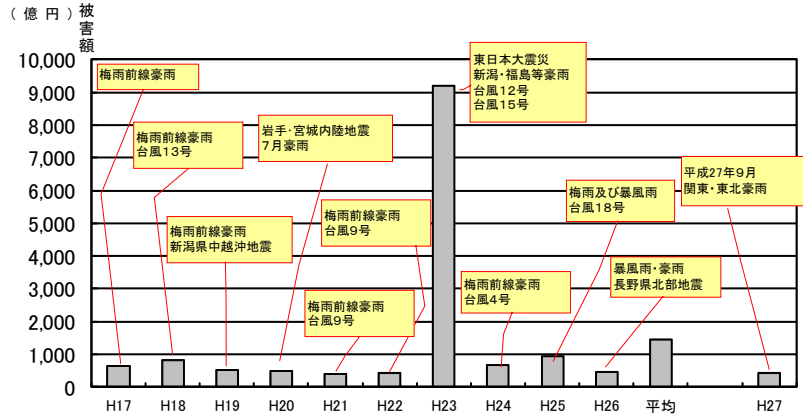 （億円）
被害額
10,000
9,000
8,000
7,000
6,000
5,000
4,000
3,000
2,000
1,000
0
梅雨前線豪雨
梅雨前線豪雨
台風13号
梅雨前線豪雨
新潟県中越沖地震
岩手・宮城内陸地震
7月豪雨
梅雨前線豪雨
台風9号
梅雨前線豪雨
台風9号
東日本大震災
新潟・福島等豪雨
台風12号
台風15号
梅雨前線豪雨
台風4号
梅雨及び暴風雨
台風18号
暴風雨・豪雨
長野県北部地震
平成27年9月
関東・東北豪雨
H17 H18 H19 H20 H21 H22 H23 H24 H25 H26 平均 H27